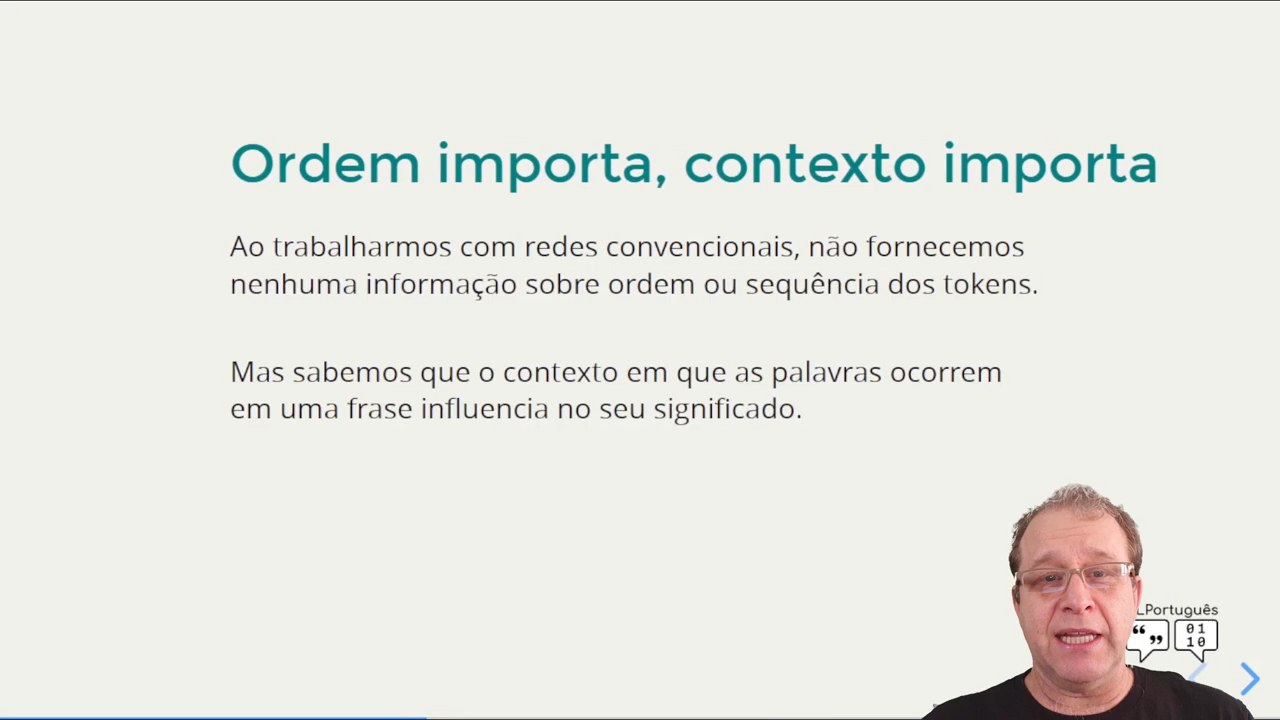 Ordem importa, contexto importa
Ao trabalharmos com redes convencionais, não fornecemos
nenhuma informação sobre ordem ou sequência dos tokens.
Mas sabemos que o contexto em que as palavras ocorrem
em uma frase influencia no seu significado.
LPortuguês
01
10